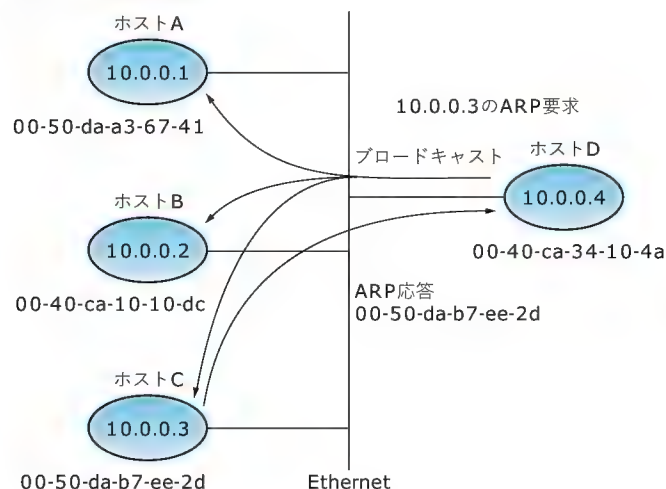 ホストA
10.0.0.1
00-50-da-a3-67-41
10.0.0.3のARP要求
ブロードキャスト
ホストD
10.0.0.4
00-40-ca-34-10-4a
ホストB
10.0.0.2
00-40-ca-10-10-dc
ARP応答
00-50-da-b7-ee-2d
ホストC
10.0.0.3
00-50-da-b7-ee-2d
Ethernet